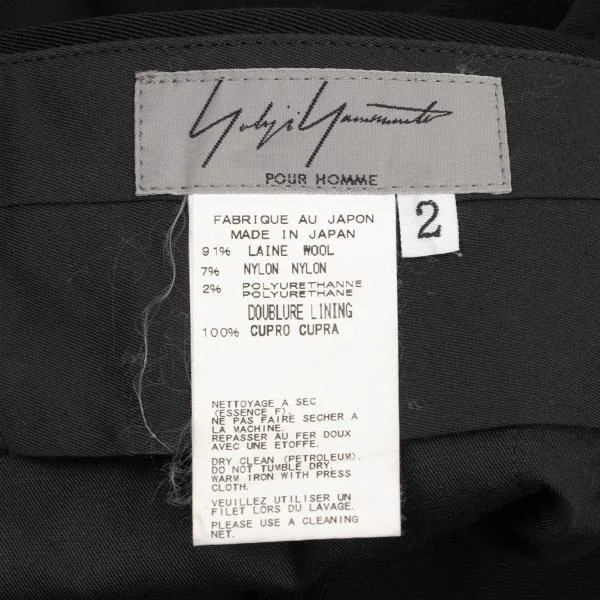 Yohji Yamamoto
POUR HOMME
2
FABRIQUE AU JAPON
MADE IN JAPAN
91% LAINE WOOL
7% NYLON NYLON
2% POLYURETHANNE
POLYURETHANE
DOUBLURE LINING
100% CUPRO CUPRA
NETTOYAGE A SEC
(ESSENCE F).
NE PAS FAIRE SECHER A
LA MACHINE.
REPASSER AU FER DOUX
AVEC UNE ETOFFE.
DRY CLEAN (PETROLEUM).
DO NOT TUMBLE DRY.
WARM IRON WITH PRESS
CLOTH.
VEUILLEZ UTILISER UN
FILET LORS DU LAVAGE.
PLEASE USE A CLEANING
NET.